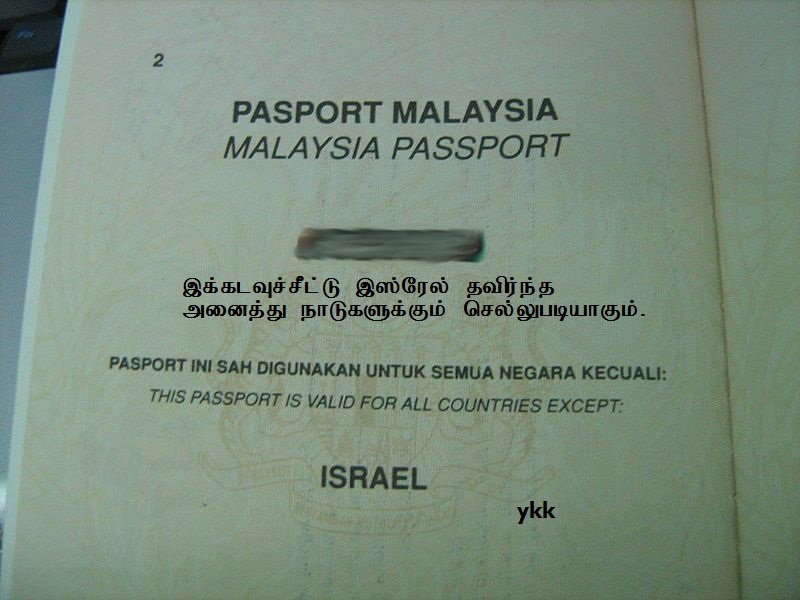 2
PASPORT MALAYSIA
MALAYSIA PASSPORT
இக்கடவுச்சீட்டு இஸ்ரேல் தவிர்ந்த
அனைத்து நாடுகளுக்கும் செல்லுபடியாகும்.
PASPORT INI SAH DIGUNAKAN UNTUK SEMUA NEGARA KECUALI:
THIS PASSPORT IS VALID FOR ALL COUNTRIES EXCEPT:
ISRAEL
ykk